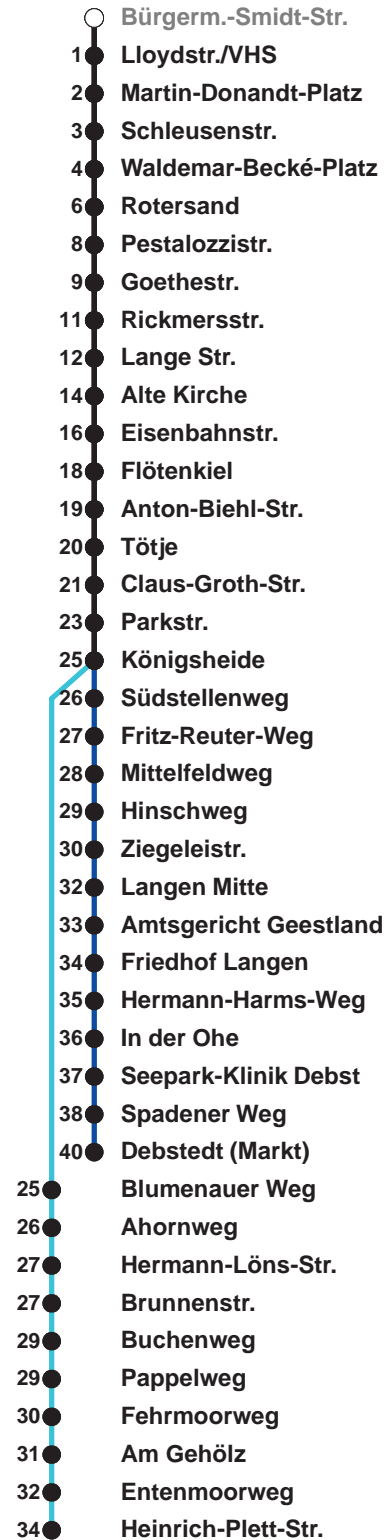 Bürgerm.-Smidt-Str.
1 Lloydstr./VHS
2 Martin-Donandt-Platz
3 Schleusenstr.
4 Waldemar-Becké-Platz
6 Rotersand
8 Pestalozzistr.
9 Goethestr.
11 Rickmersstr.
12 Lange Str.
14 Alte Kirche
16 Eisenbahnstr.
18 Flötenkiel
19 Anton-Biehl-Str.
20 Tötje
21 Claus-Groth-Str.
23 Parkstr.
25 Königsheide
26 Südstellenweg
27 Fritz-Reuter-Weg
28 Mittelfeldweg
29 Hinschweg
30 Ziegeleistr.
32 Langen Mitte
33 Amtsgericht Geestland
34 Friedhof Langen
35 Hermann-Harms-Weg
36 In der Ohe
37 Seepark-Klinik Debst
38 Spadener Weg
40 Debstedt (Markt)
25 Blumenauer Weg
26 Ahornweg
27 Hermann-Löns-Str.
27 Brunnenstr.
29 Buchenweg
29 Pappelweg
30 Fehrmoorweg
31 Am Gehölz
32 Entenmoorweg
34 Heinrich-Plett-Str.